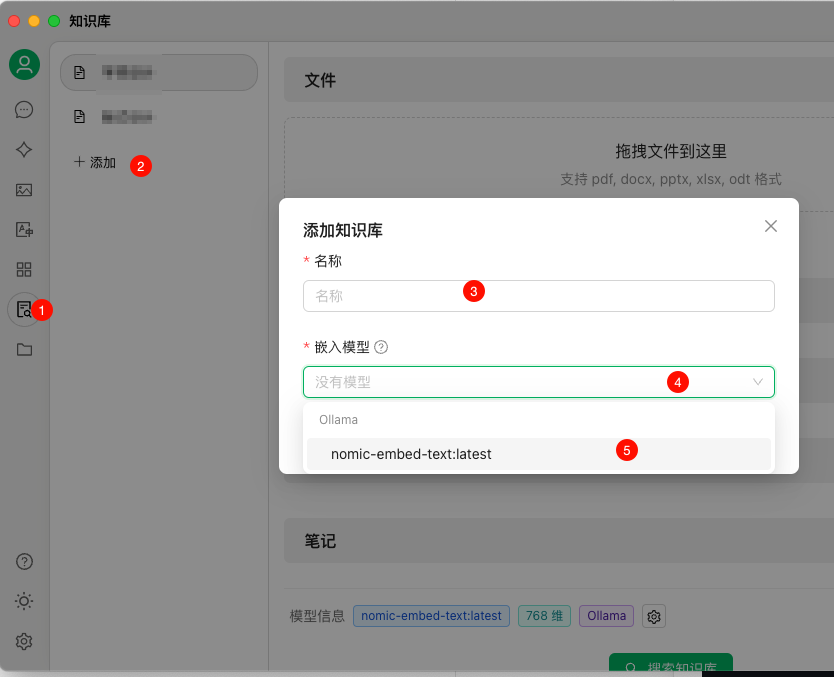 知识库
添加 2
1
文件
拖拽文件到这里
支持 pdf, docx, pptx, xlsx, odt 格式
添加知识库
* 名称
名称 3
* 嵌入模型
没有模型 4
Ollama
nomic-embed-text:latest 5
笔记
模型信息 nomic-embed-text:latest 768 维 Ollama
搜索知识库